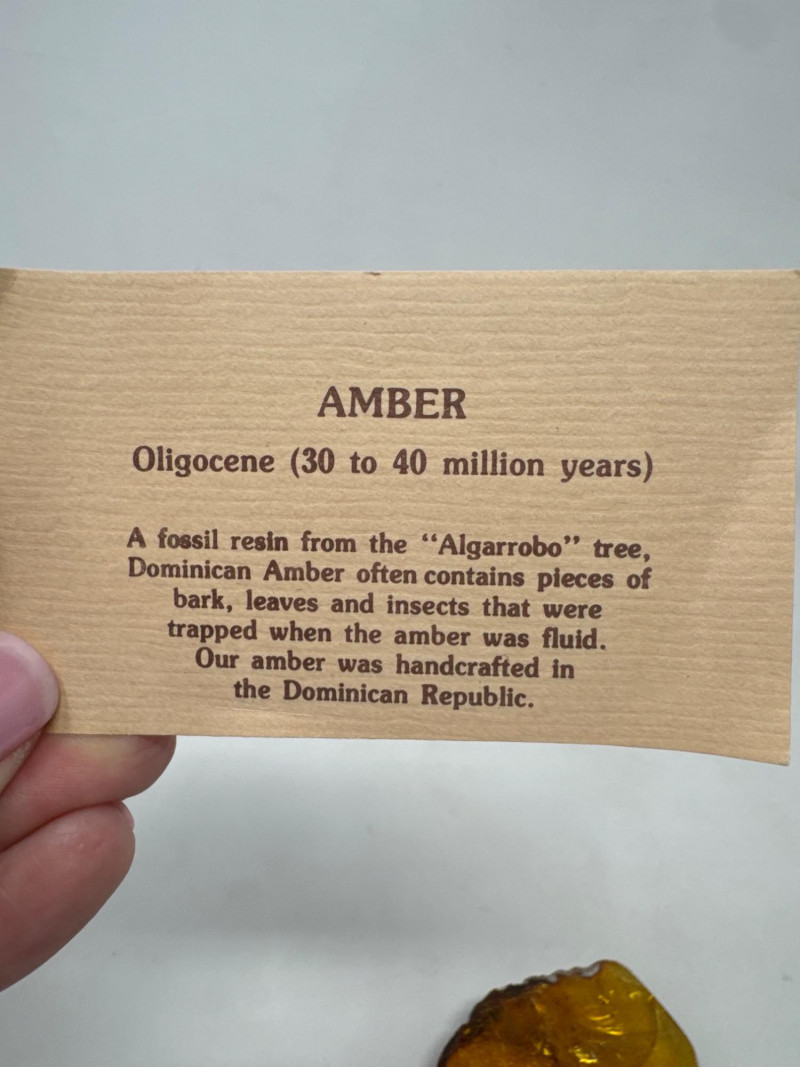 AMBER
Oligocene (30 to 40 million years)
A fossil resin from the “Algarrobo” tree,
Dominican Amber often contains pieces of
bark, leaves and insects that were
trapped when the amber was fluid.
Our amber was handcrafted in
the Dominican Republic.